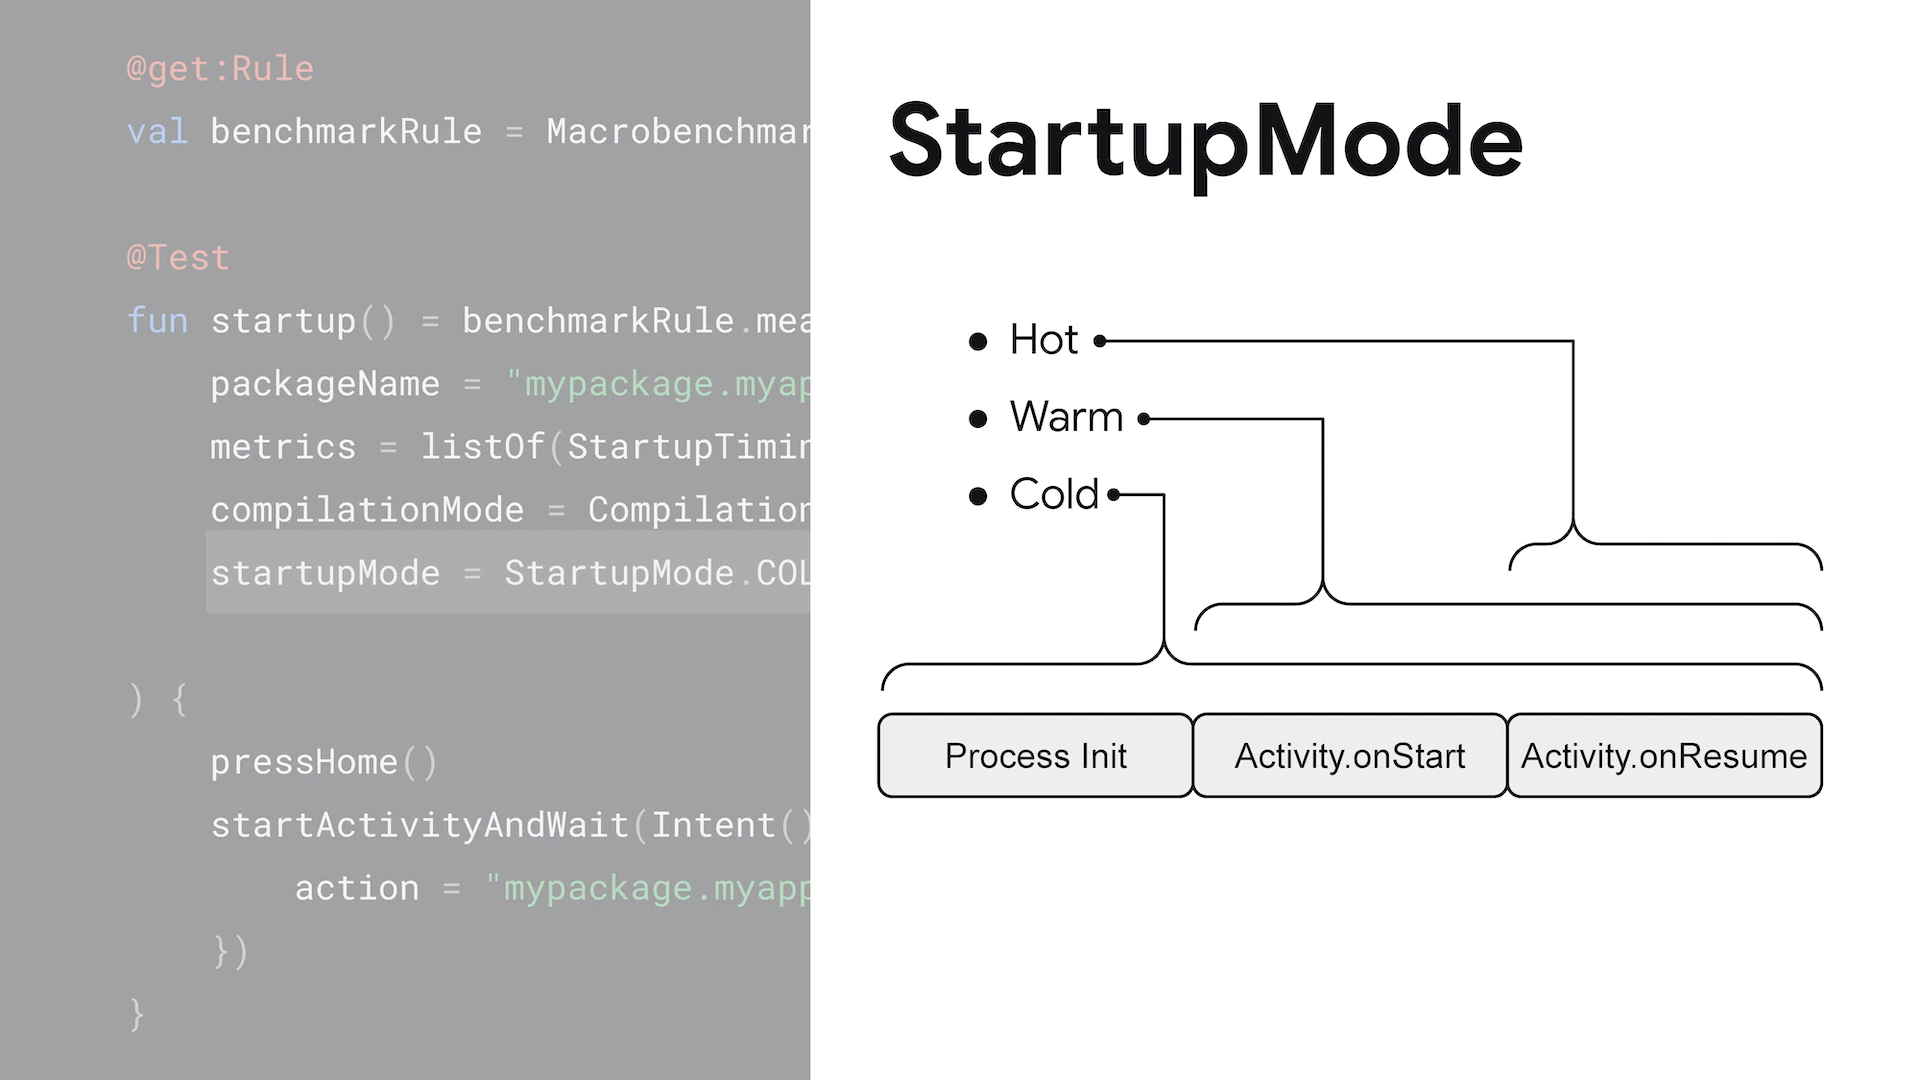 @get:Rule
val benchmarkRule = Macrobenchmar
@Test
fun startup() = benchmarkRule.mea
packageName = "mypackage.myap
metrics = listOf(StartupTimin
compilationMode = Compilation
startupMode = StartupMode.COL
) {
pressHome()
startActivityAndWait(Intent()
action = "mypackage.myapp
})
}
StartupMode
• Hot
• Warm
• Cold
Process Init
Activity.onStart
Activity.onResume